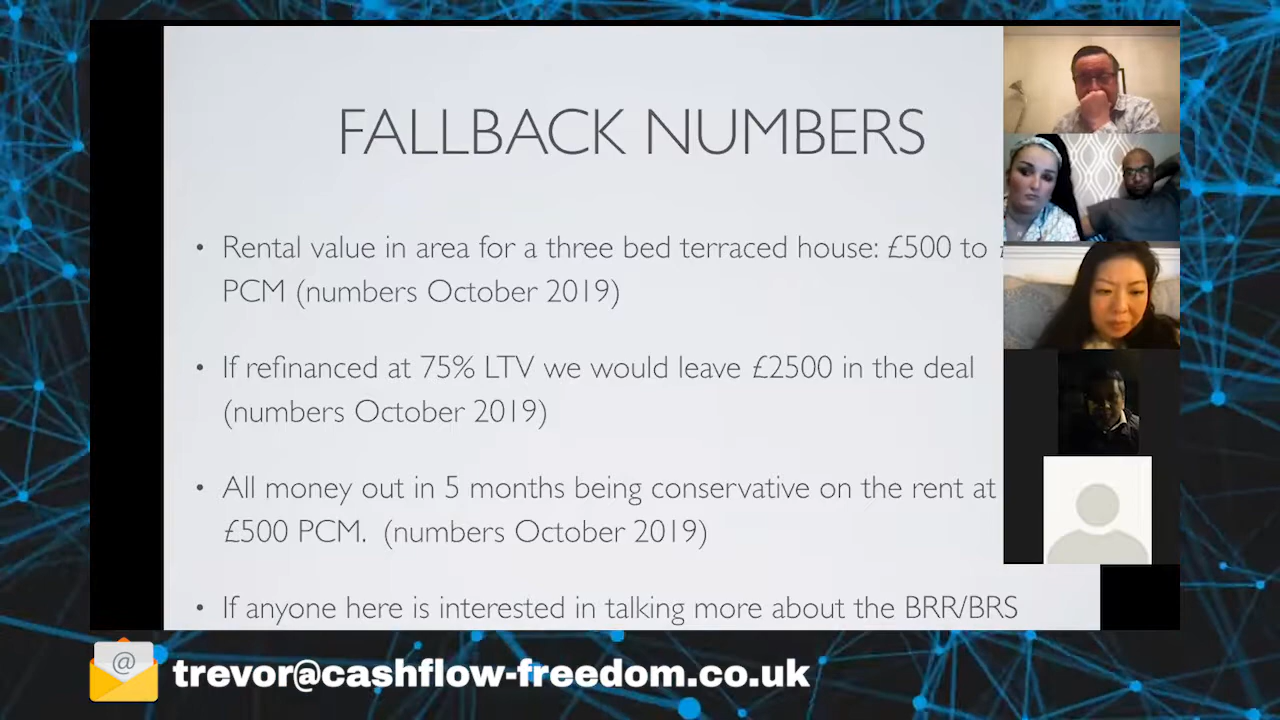 FALLBACK NUMBERS
• Rental value in area for a three bed terraced house: £500 to
PCM (numbers October 2019)
• If refinanced at 75% LTV we would leave £2500 in the deal
(numbers October 2019)
• All money out in 5 months being conservative on the rent at
£500 PCM. (numbers October 2019)
• If anyone here is interested in talking more about the BRR/BRS
@
trevor@cashflow-freedom.co.uk